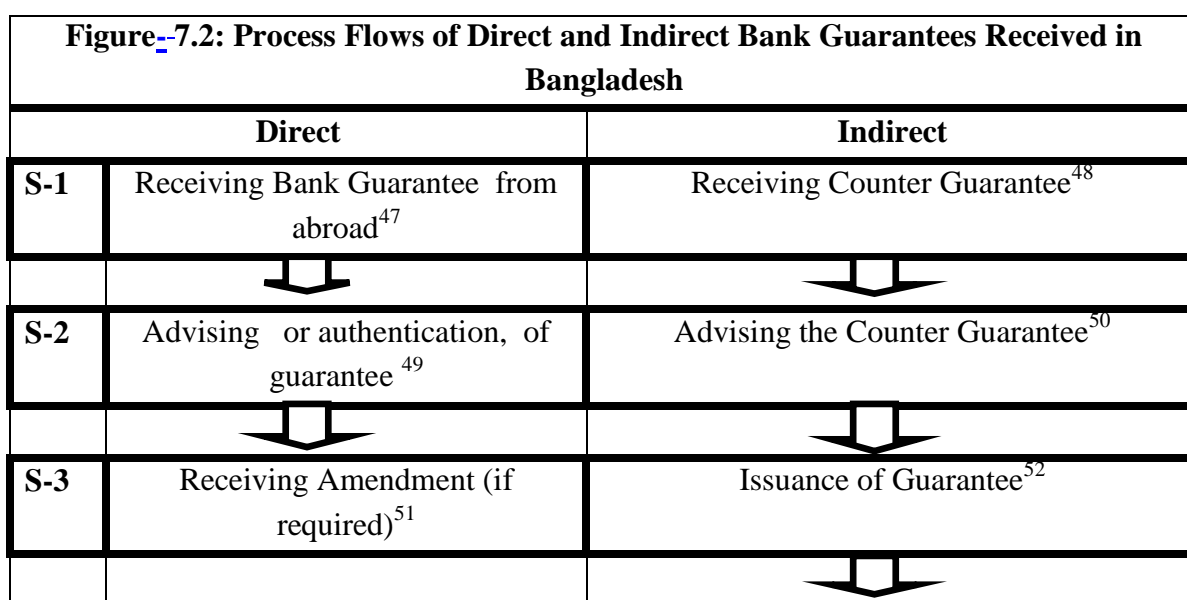 Figure--7.2: Process Flows of Direct and Indirect Bank Guarantees Received in
Bangladesh
Direct Indirect
S-1 Receiving Bank Guarantee from Receiving Counter Guarantee48
abroad47
S-2 Advising or authentication, of Advising the Counter Guarantee50
guarantee 49
S-3 Receiving Amendment (if Issuance of Guarantee52
required)51